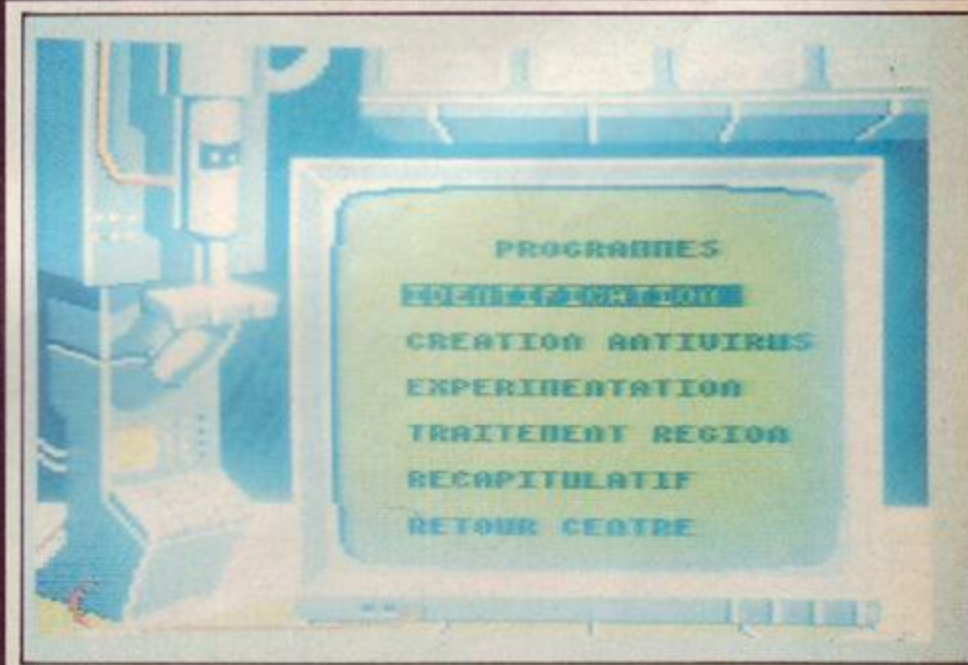 PROGRAMMES
IDENTIFICATION
CREATION ANTIVIRUS
EXPERIMENTATION
TRAITEMENT REGION
RECAPITULATIF
RETOUR CENTRE